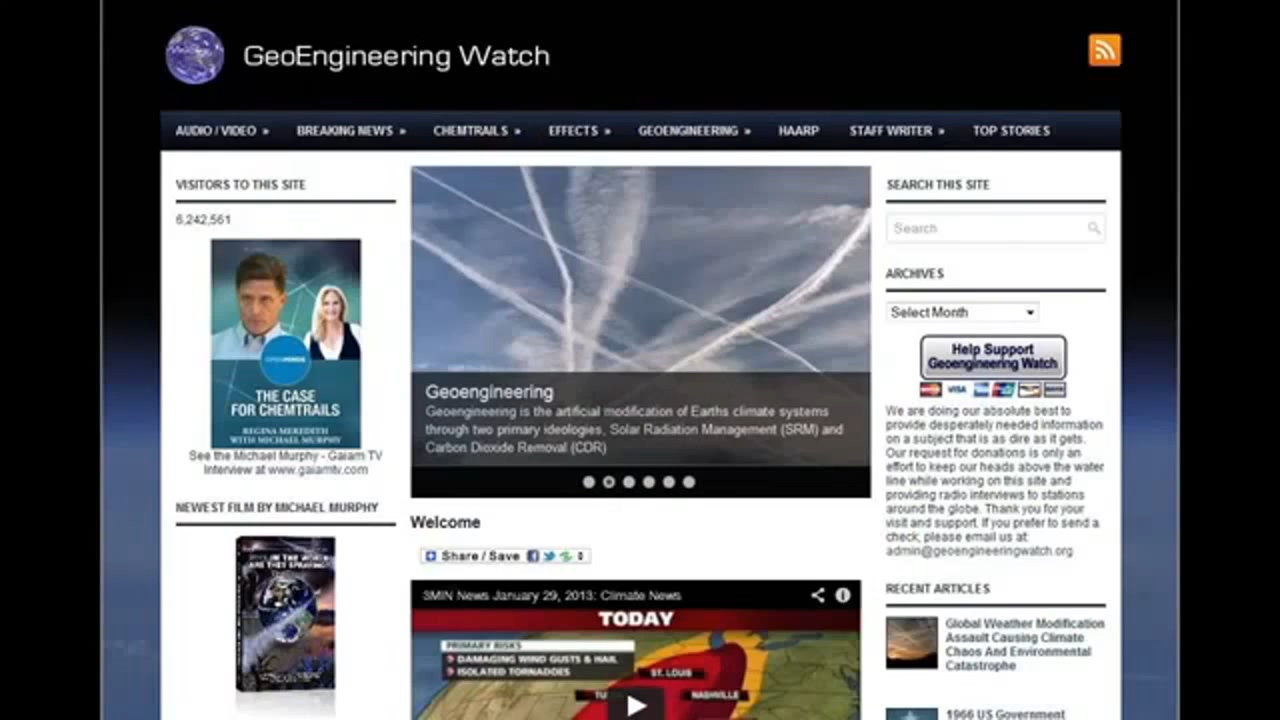 GeoEngineering Watch
AUDIO / VIDEO » BREAKING NEWS » CHEMTRAILS » EFFECTS » GEOENGINEERING » HAARP STAFF WRITER » TOP STORIES
VISITORS TO THIS SITE
6,242,561
THE CASE
FOR CHEMTRAILS
REGINA MEREDITH
WITH MICHAEL MURPHY
See the Michael Murphy - Gaiam TV
Interview at www.gaiamtv.com
NEWEST FILM BY MICHAEL MURPHY
WHY IN THE WORLD
ARE THEY SPRAYING?
Geoengineering
Geoengineering is the artificial modification of Earths climate systems
through two primary ideologies, Solar Radiation Management (SRM) and
Carbon Dioxide Removal (CDR)
Welcome
Share / Save
3MIN News January 29, 2013: Climate News
TODAY
PRIMARY RISKS
DAMAGING WIND GUSTS & HAIL
ISOLATED TORNADOES
ST. LOUIS
TU
NASHVILLE
SEARCH THIS SITE
Search
ARCHIVES
Select Month
Help Support
Geoengineering Watch
VISA
We are doing our absolute best to
provide desperately needed information
on a subject that is as dire as it gets.
Our request for donations is only an
effort to keep our heads above the water
line while working on this site and
providing radio interviews to stations
around the globe. Thank you for your
visit and support. If you prefer to send a
check, please email us at:
admin@geoengineeringwatch.org
RECENT ARTICLES
Global Weather Modification
Assault Causing Climate
Chaos And Environmental
Catastrophe
1966 US Government